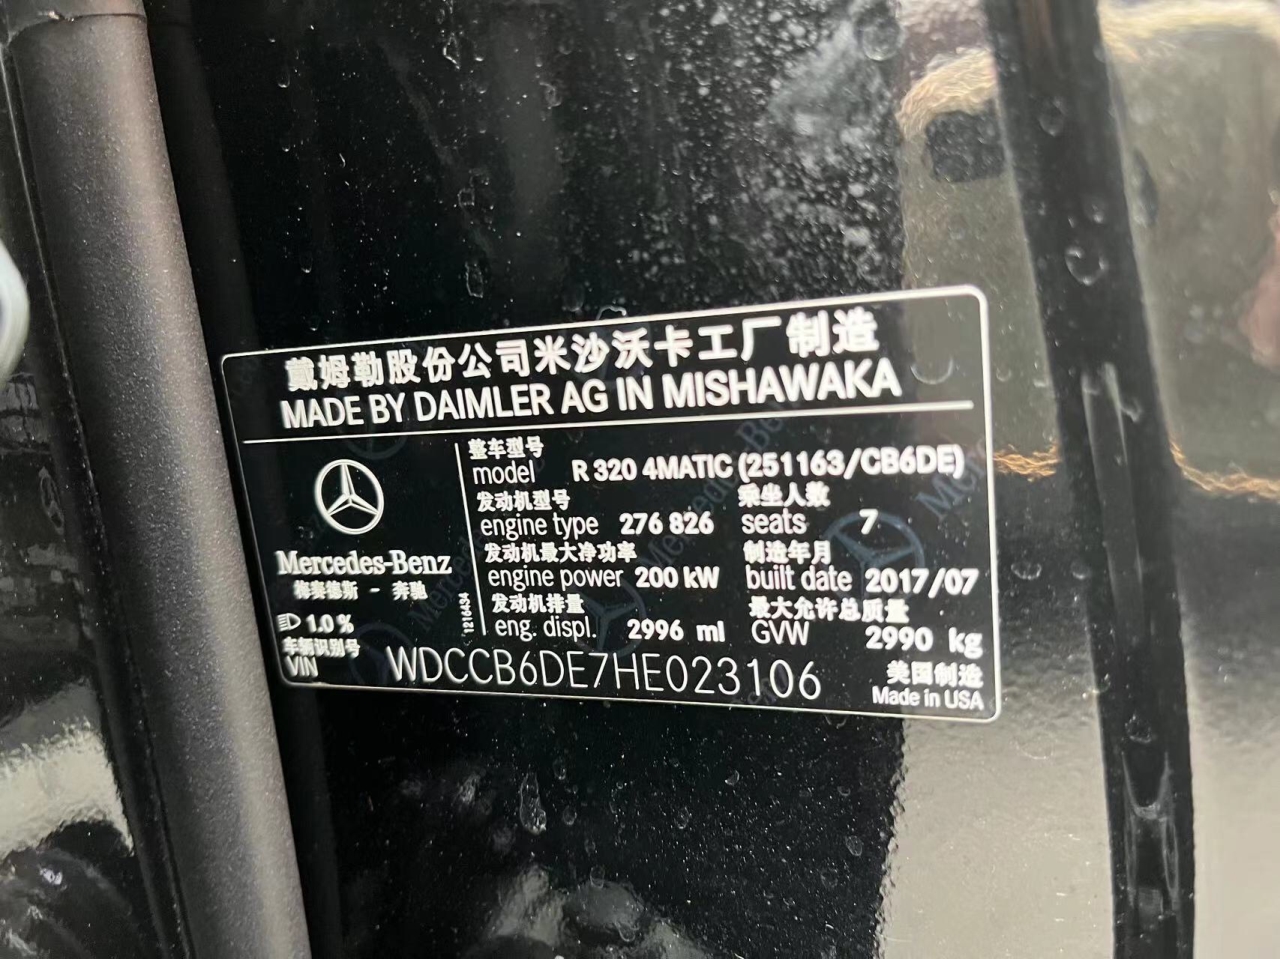 戴姆勒股份公司米沙沃卡工厂制造
MADE BY DAIMLER AG IN MISHAWAKA
Mercedes-Benz
梅赛德斯 - 奔驰
1.0 %
1216434
整车型号
model R 320 4MATIC (251163/CB6DE)
发动机型号 乘坐人数
engine type 276 826 seats 7
发动机最大净功率 制造年月
engine power 200 kW built date 2017/07
发动机排量 最大允许总质量
eng. displ. 2996 ml GVW 2990 kg
车辆识别号
VIN WDCCB6DE7HE023106
美国制造
Made in USA